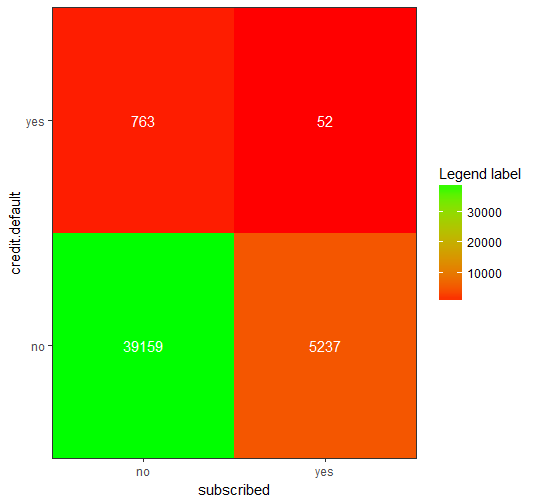 yes
763
52
credit.default
no
39159
5237
no
yes
subscribed
Legend label
30000
20000
10000